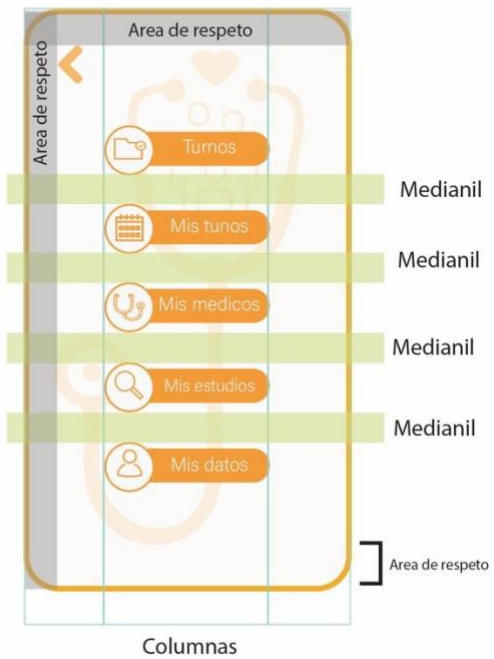 Area de respeto
Area de respeto
Turnos
Medianil
Mis tunos
Medianil
Mis medicos
Medianil
Mis estudios
Medianil
Mis datos
Area de respeto
Columnas